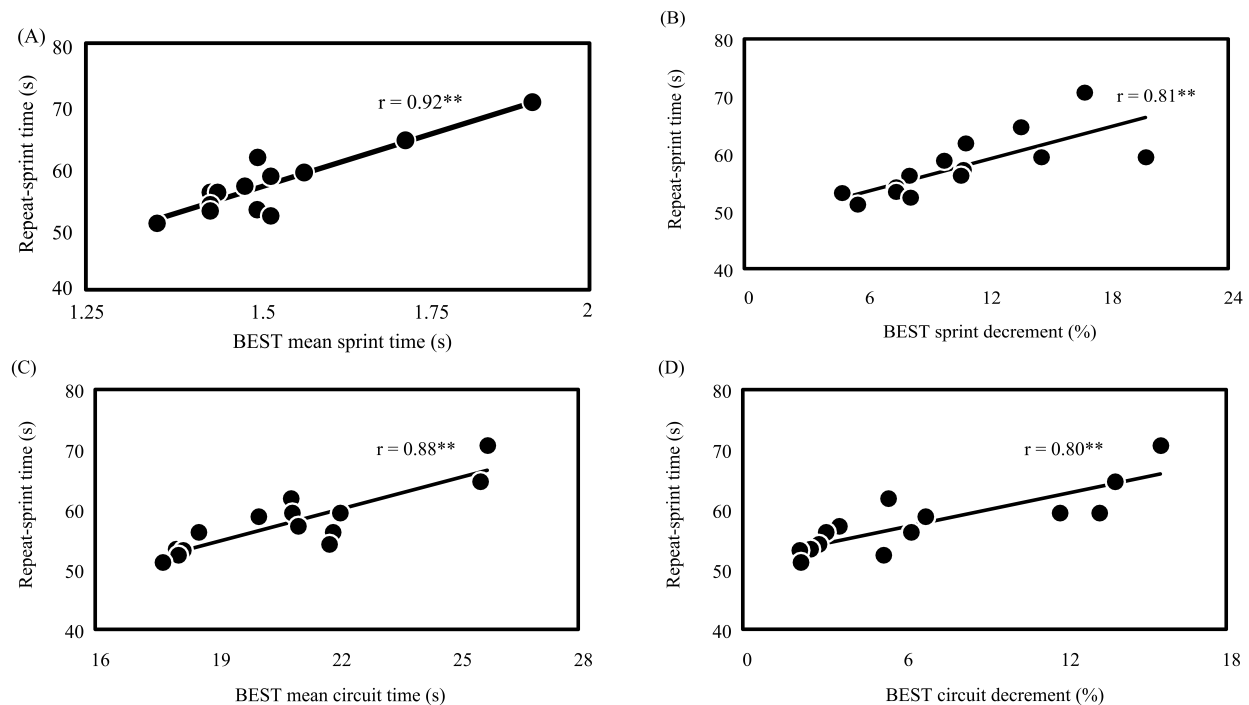 (A)
80
70
60
50
40
Repeat-sprint time (s)
r = 0.92**
1.25
1.5
1.75
2
BEST mean sprint time (s)
(B)
80
70
60
50
40
Repeat-sprint time (s)
r = 0.81**
0
6
12
18
24
BEST sprint decrement (%)
(C)
80
70
60
50
40
Repeat-sprint time (s)
r = 0.88**
16
19
22
25
28
BEST mean circuit time (s)
(D)
80
70
60
50
40
Repeat-sprint time (s)
r = 0.80**
0
6
12
18
BEST circuit decrement (%)